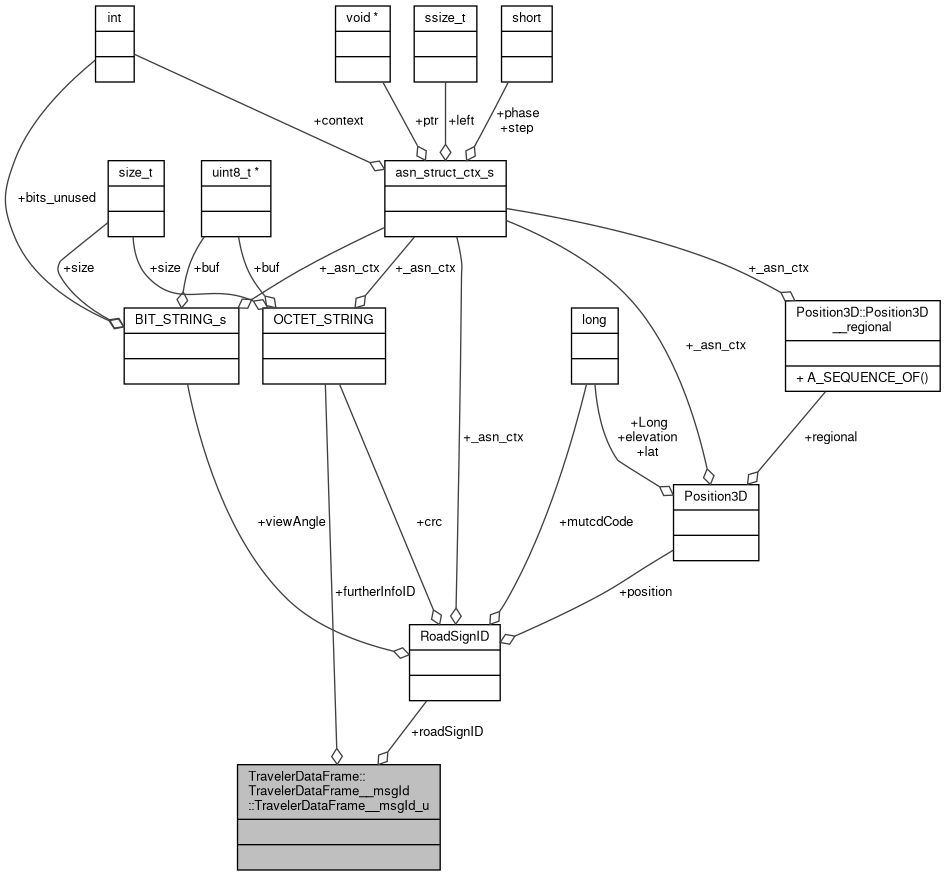 int
void *
ssize_t
short
+context
+ptr
+left
+phase
+step
size_t
uint8_t *
asn_struct_ctx_s
+bits_unused
+size
+size
+buf
+buf
+_asn_ctx
+_asn_ctx
+_asn_ctx
BIT_STRING_s
OCTET_STRING
long
Position3D::Position3D
__regional
+ A_SEQUENCE_OF()
+_asn_ctx
+_asn_ctx
+Long
+elevation
+lat
+regional
Position3D
+viewAngle
+crc
+mutcdCode
+furtherInfoID
+position
RoadSignID
+roadSignID
TravelerDataFrame::
TravelerDataFrame__msgId
::TravelerDataFrame__msgId_u